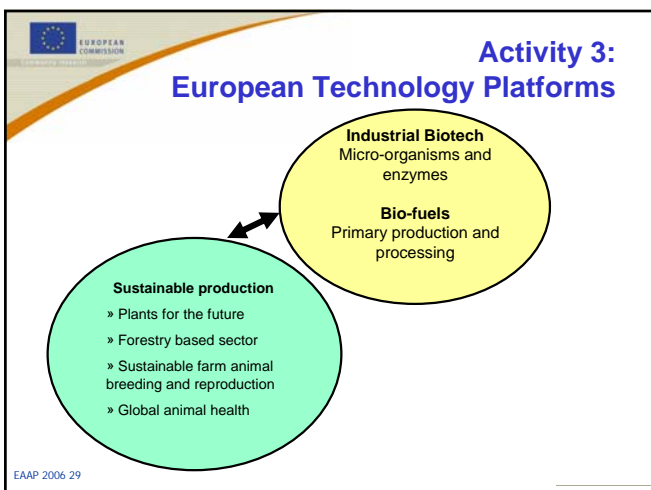 EUROPEAN
COMMISSION
Community research
Activity 3:
European Technology Platforms
Industrial Biotech
Micro-organisms and
enzymes
Bio-fuels
Primary production and
processing
Sustainable production
» Plants for the future
» Forestry based sector
» Sustainable farm animal
breeding and reproduction
» Global animal health
EAAP 2006 29